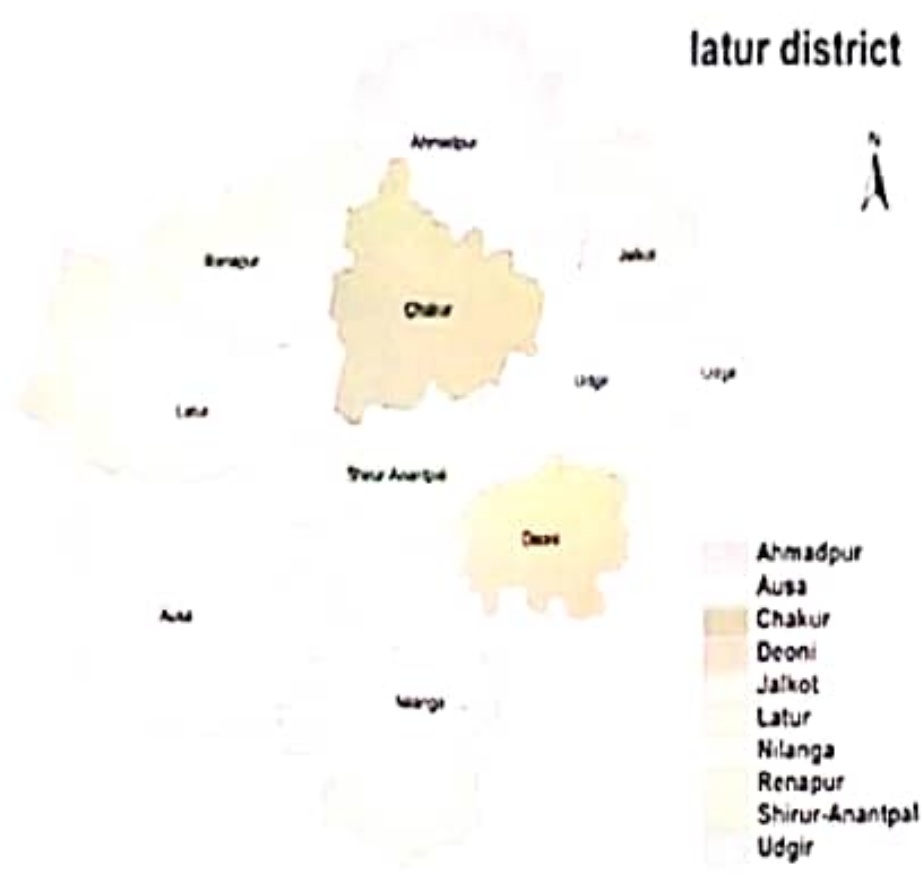 latur district
N
Ahmadpur
Renapur
Jalkot
Chakur
Udgir
Udgir
Latur
Shirur Anantpal
Deoni
Ausa
Nilanga
Ahmadpur
Ausa
Chakur
Deoni
Jalkot
Latur
Nilanga
Renapur
Shirur-Anantpal
Udgir